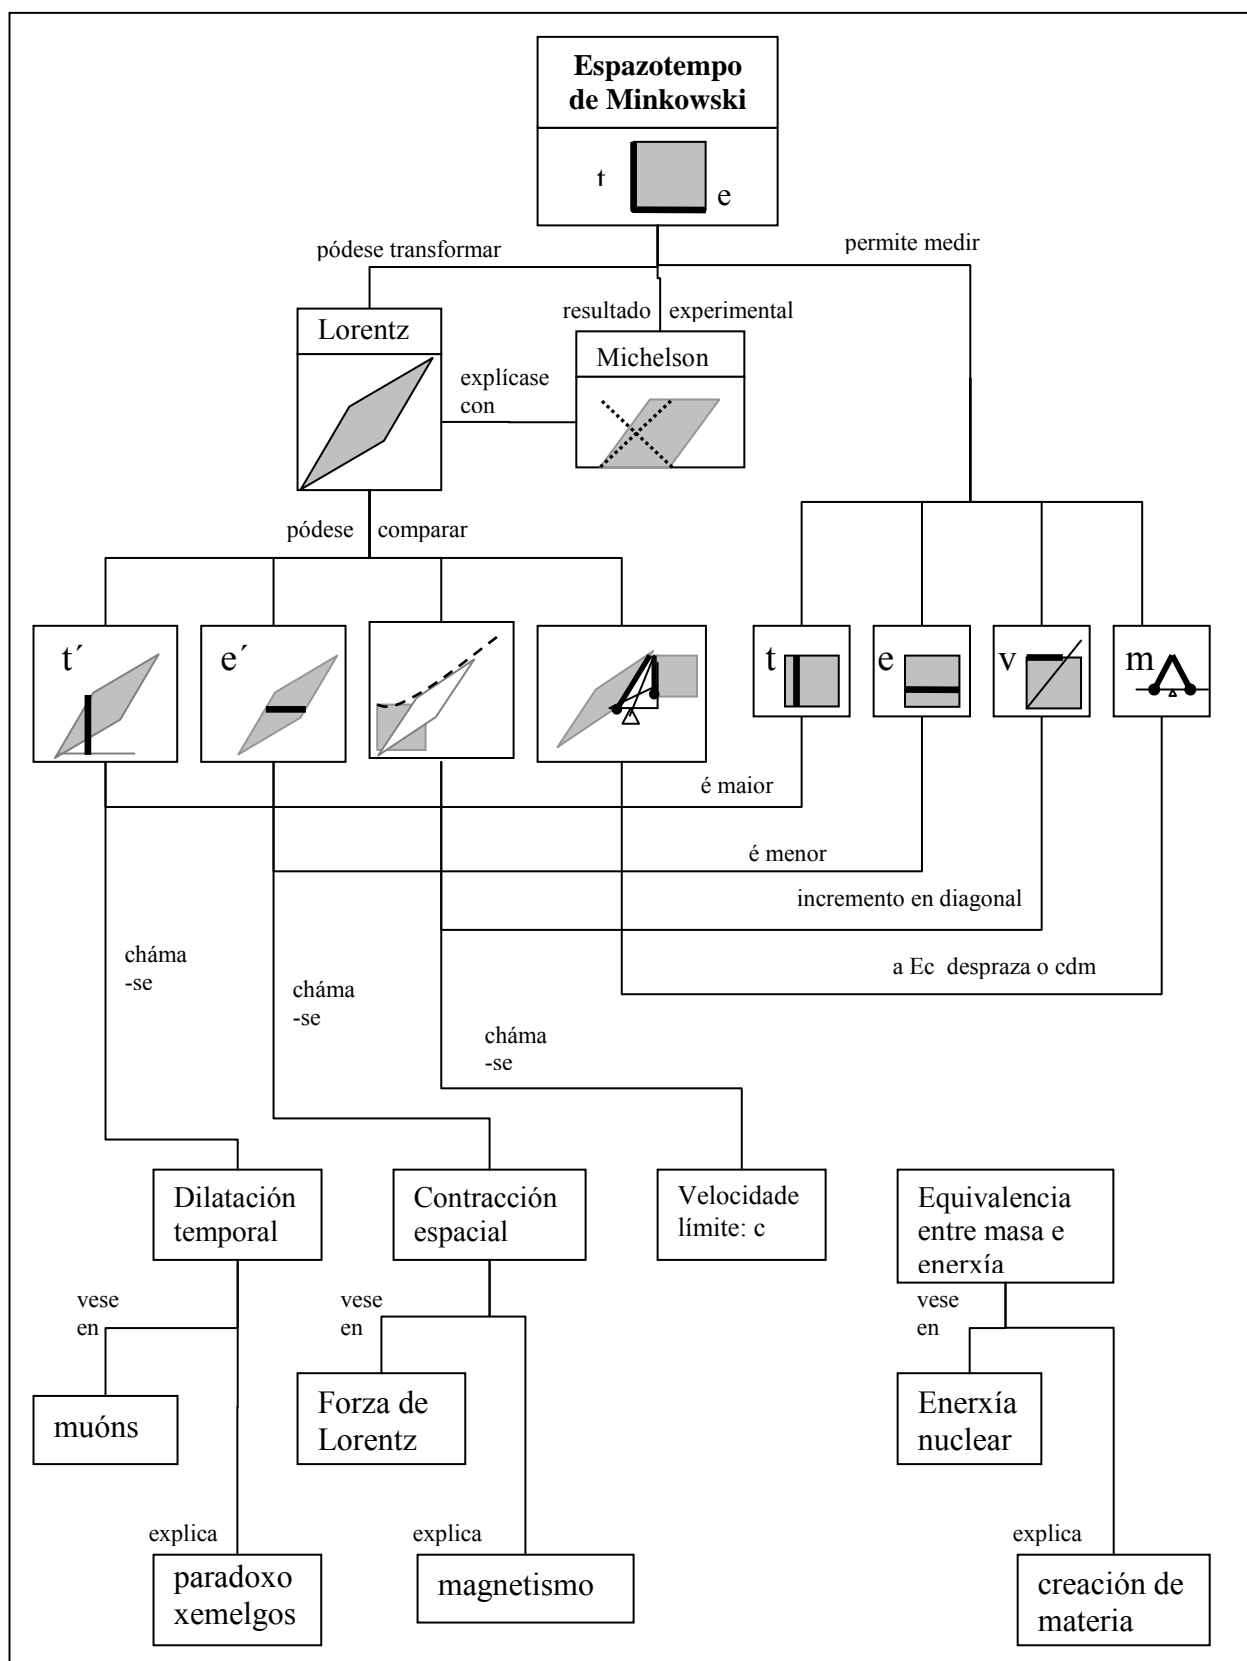 Espazotempo
de Minkowski
t
e
pódese transformar
permite medir
resultado experimental
Lorentz
Michelson
explícase
con
pódese comparar
t´
e´
t
e
v
m
é maior
é menor
incremento en diagonal
a Ec despraza o cdm
cháma
-se
cháma
-se
cháma
-se
Dilatación
temporal
Contracción
espacial
Velocidade
límite: c
Equivalencia
entre masa e
enerxía
vese
en
vese
en
vese
en
muóns
Forza de
Lorentz
Enerxía
nuclear
explica
explica
explica
paradoxo
xemelgos
magnetismo
creación de
materia